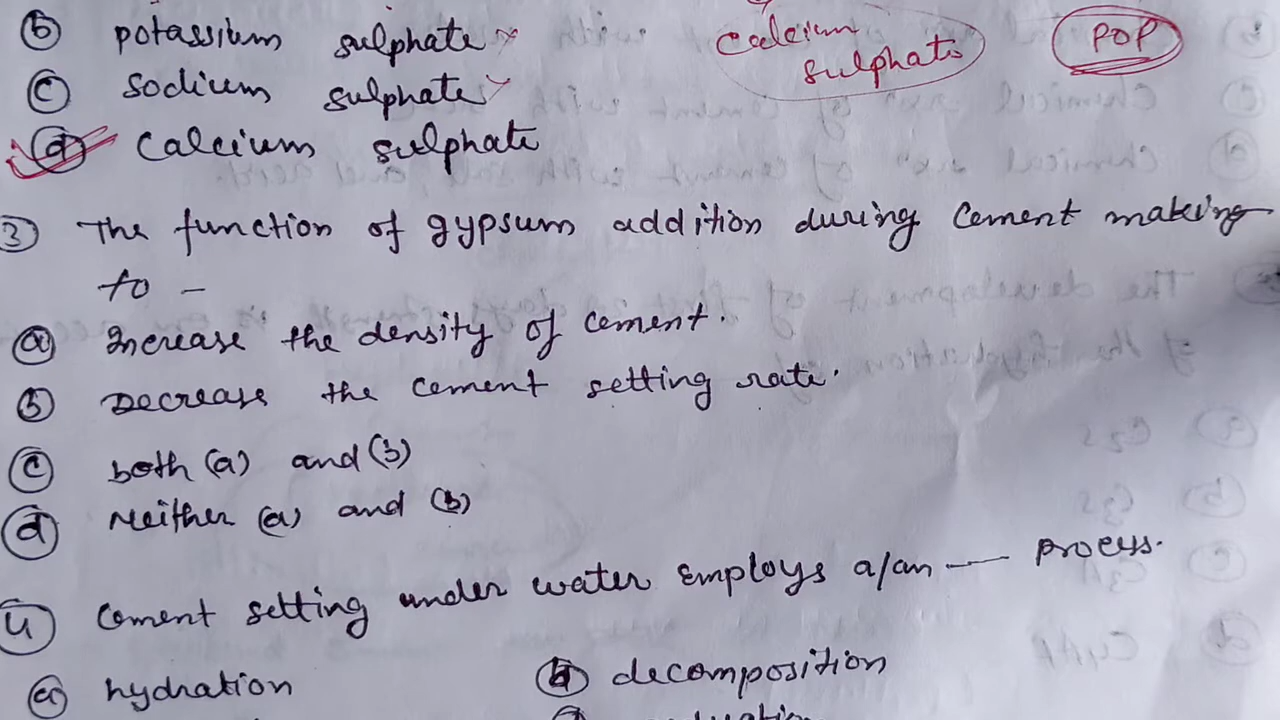 (b) potassium sulphate ×
calcium sulphate
POP
(c) sodium sulphate
(d) calcium sulphate
(3) The function of gypsum addition during cement making
to –
(a) Increase the density of cement.
(b) Decrease the cement setting rate.
(c) both (a) and (b)
(d) Neither (a) and (b)
(4) Cement setting under water employs a/an — process.
(a) hydration (b) decomposition